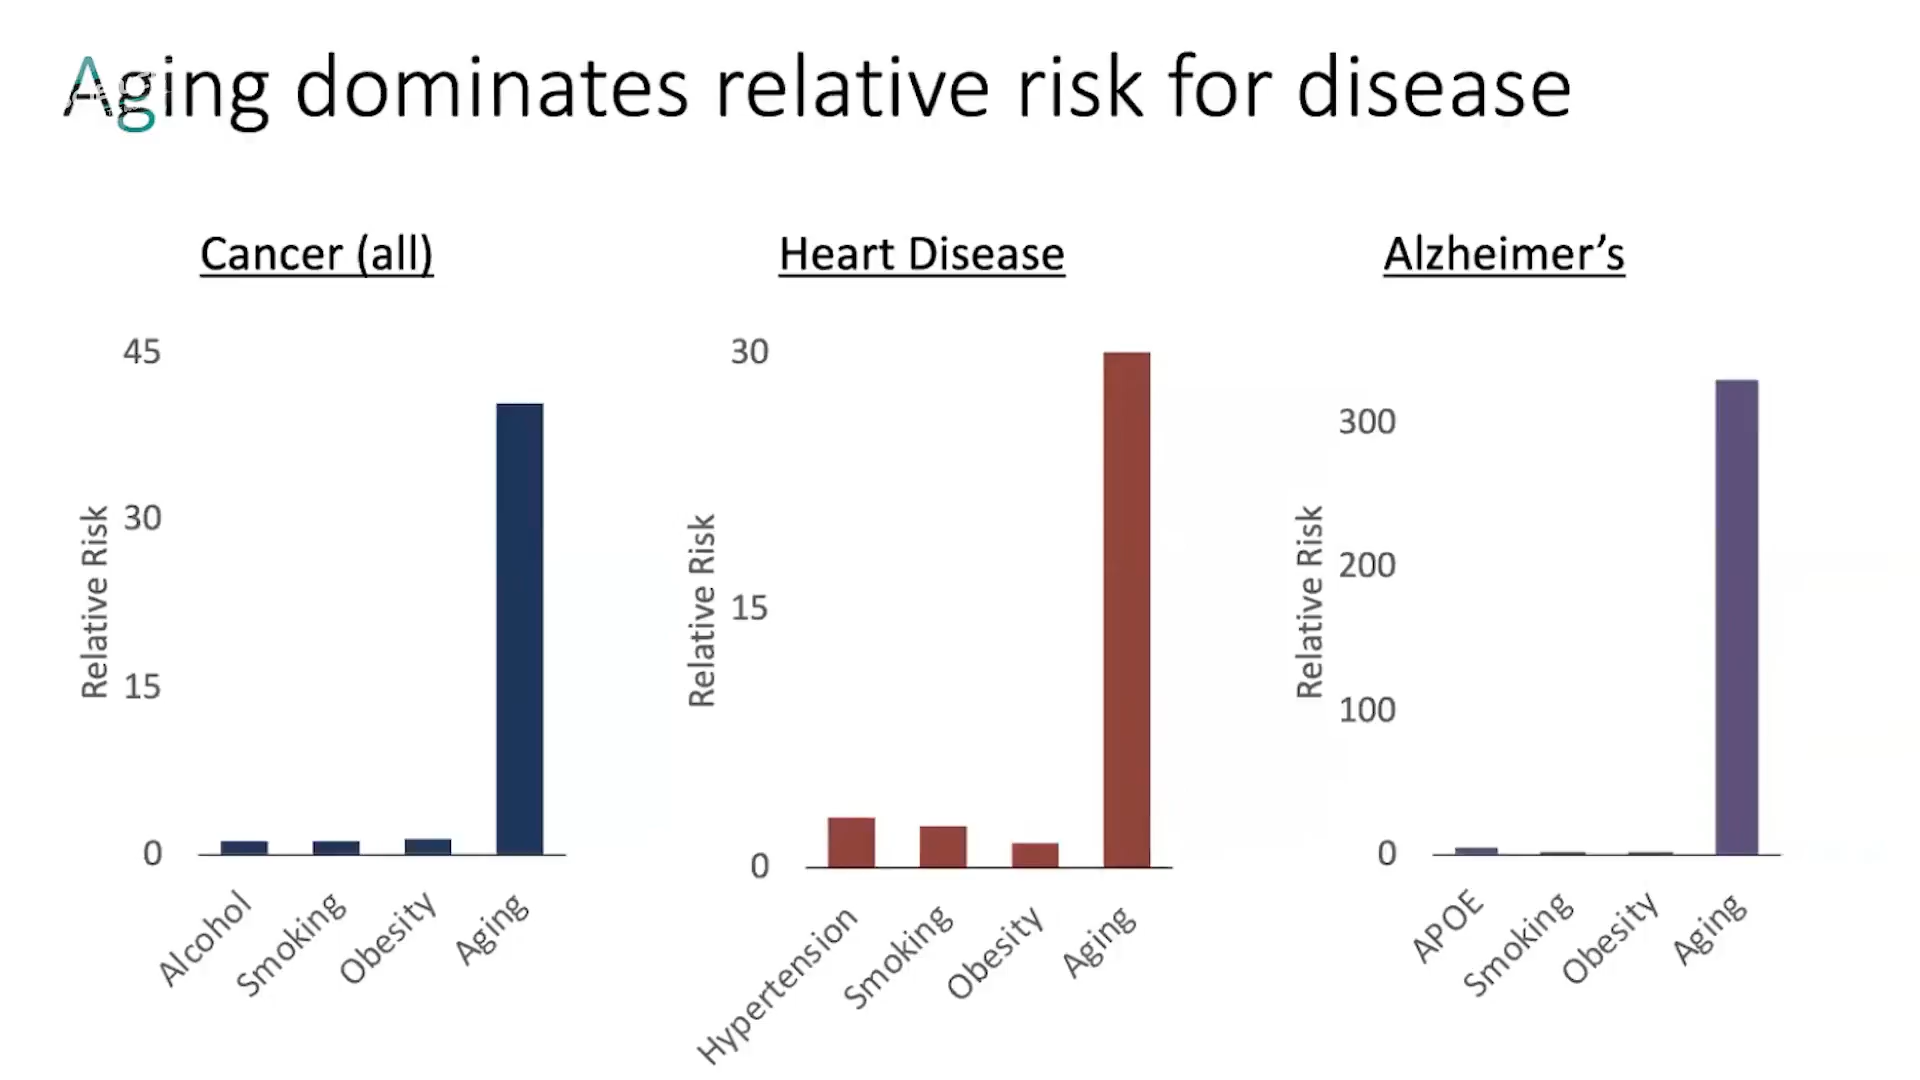 Aging dominates relative risk for disease
Cancer (all)
45
30
15
0
Relative Risk
Alcohol
Smoking
Obesity
Aging
Heart Disease
30
15
0
Relative Risk
Hypertension
Smoking
Obesity
Aging
Alzheimer’s
300
200
100
0
Relative Risk
APOE
Smoking
Obesity
Aging